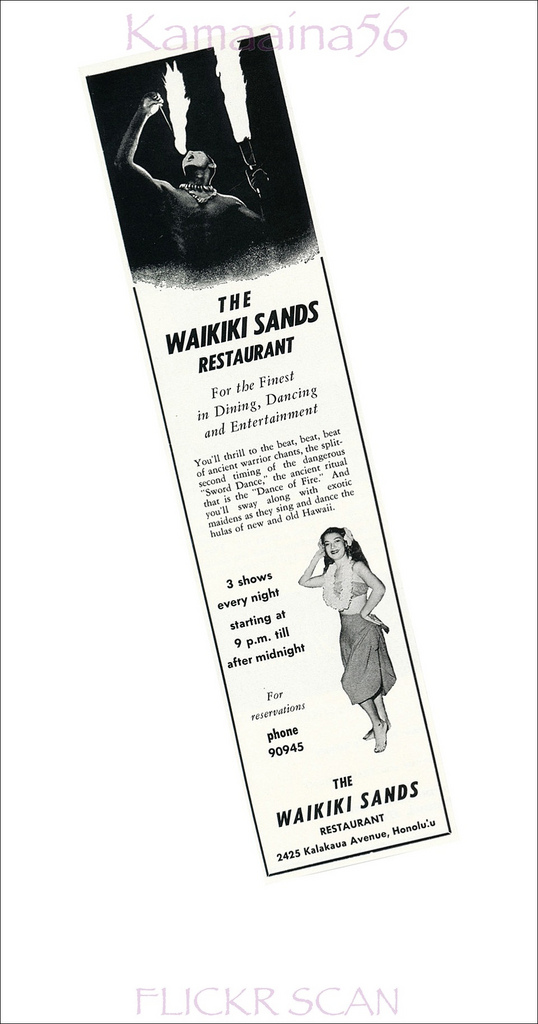 Kamaaina56
THE
WAIKIKI SANDS
RESTAURANT
For the Finest
in Dining, Dancing
and Entertainment
You'll thrill to the beat, beat, beat
of ancient warrior chants, the split-
second timing of the dangerous
"Sword Dance," the ancient ritual
that is the "Dance of Fire." And
you'll sway along with exotic
maidens as they sing and dance the
hulas of new and old Hawaii.
3 shows
every night
starting at
9 p.m. till
after midnight
For
reservations
phone
90945
THE
WAIKIKI SANDS
RESTAURANT
2425 Kalakaua Avenue, Honolulu
FLICKR SCAN